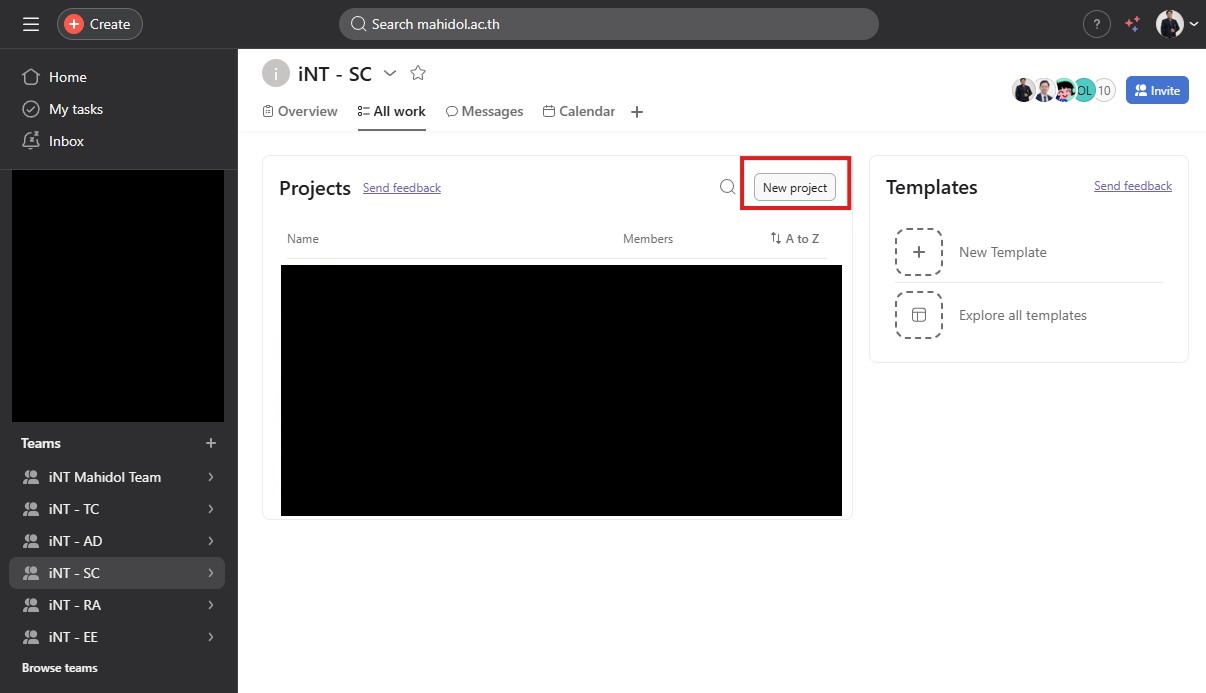 Create
Search mahidol.ac.th
?
Home
My tasks
Inbox
Teams
iNT Mahidol Team
iNT - TC
iNT - AD
iNT - SC
iNT - RA
iNT - EE
Browse teams
i
iNT - SC
Overview
All work
Messages
Calendar
OL
10
Invite
Projects
Send feedback
New project
Name
Members
A to Z
Templates
Send feedback
New Template
Explore all templates